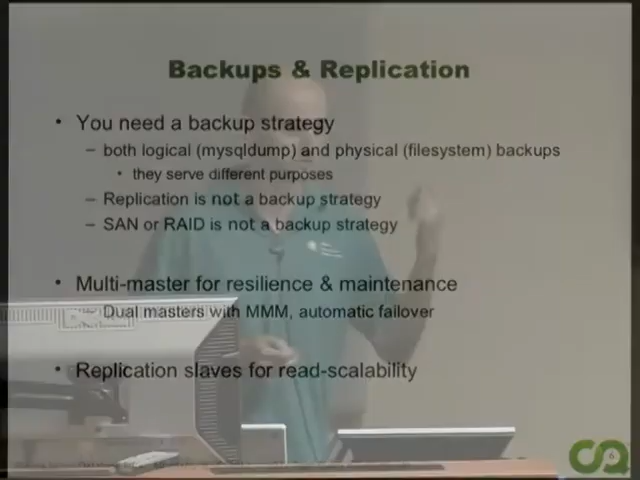 Backups & Replication
• You need a backup strategy
– both logical (mysqldump) and physical (filesystem) backups
• they serve different purposes
– Replication is not a backup strategy
– SAN or RAID is not a backup strategy
• Multi-master for resilience & maintenance
Dual masters with MMM, automatic failover
• Replication slaves for read-scalability
6